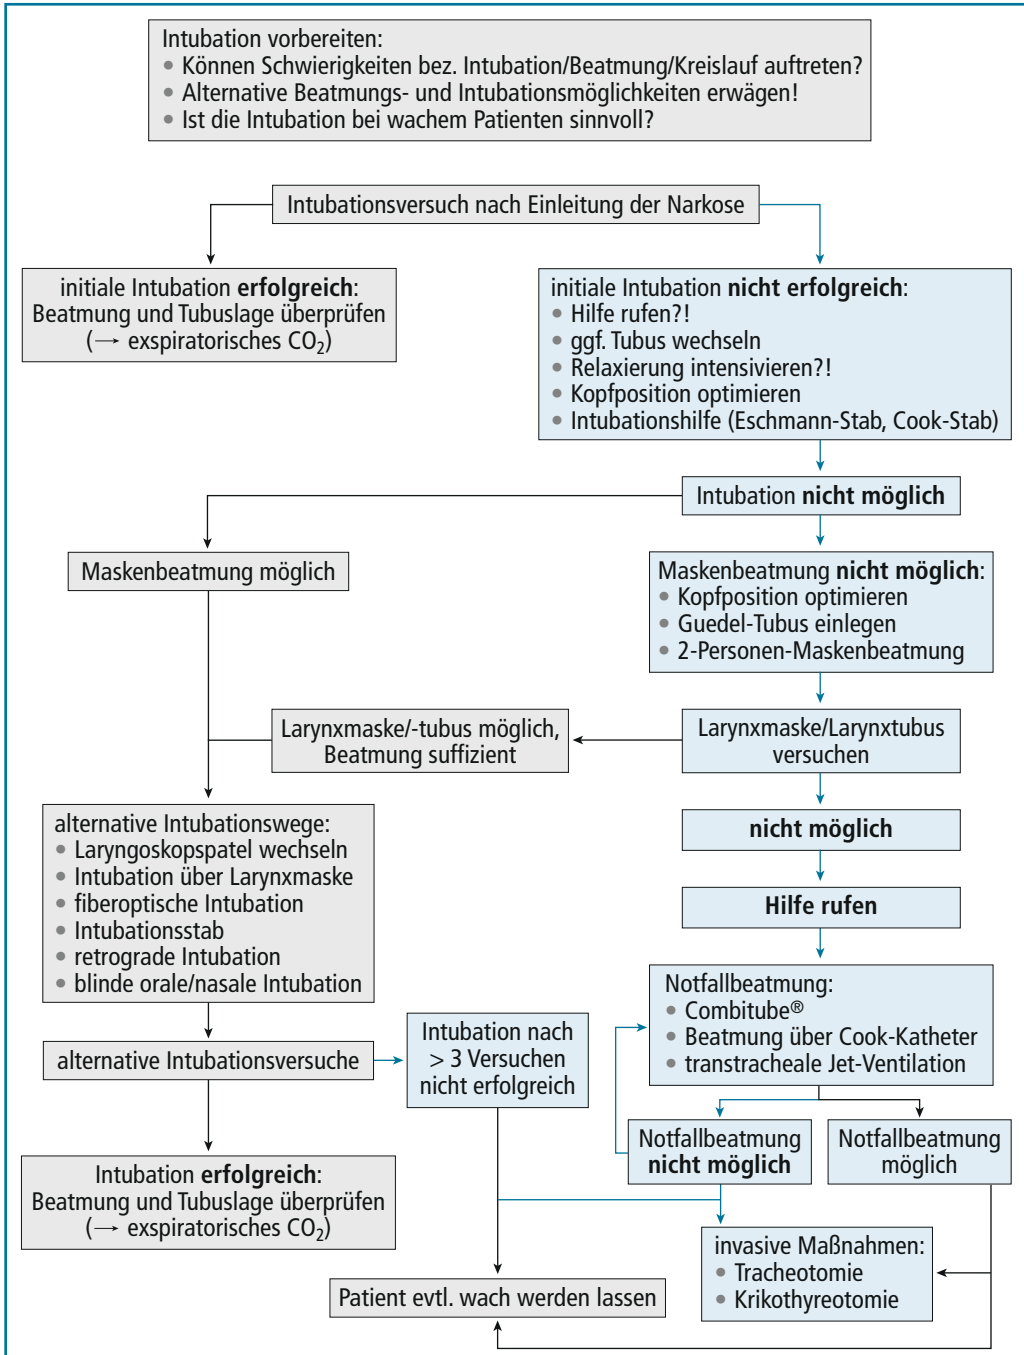 Intubation vorbereiten:
• Können Schwierigkeiten bez. Intubation/Beatmung/Kreislauf auftreten?
• Alternative Beatmungs- und Intubationsmöglichkeiten erwägen!
• Ist die Intubation bei wachem Patienten sinnvoll?
Intubationsversuch nach Einleitung der Narkose
initiale Intubation erfolgreich:
Beatmung und Tubuslage überprüfen
(→ exspiratorisches CO₂)
initiale Intubation nicht erfolgreich:
• Hilfe rufen?!
• ggf. Tubus wechseln
• Relaxierung intensivieren?!
• Kopfposition optimieren
• Intubationshilfe (Eschmann-Stab, Cook-Stab)
Intubation nicht möglich
Maskenbeatmung möglich
Maskenbeatmung nicht möglich:
• Kopfposition optimieren
• Guedel-Tubus einlegen
• 2-Personen-Maskenbeatmung
Larynxmaske/-tubus möglich,
Beatmung suffizient
Larynxmaske/Larynxtubus
versuchen
nicht möglich
Hilfe rufen
alternative Intubationswege:
• Laryngoskopspatel wechseln
• Intubation über Larynxmaske
• fiberoptische Intubation
• Intubationsstab
• retrograde Intubation
• blinde orale/nasale Intubation
Notfallbeatmung:
• Combitube®
• Beatmung über Cook-Katheter
• transtracheale Jet-Ventilation
alternative Intubationsversuche
Intubation nach
> 3 Versuchen
nicht erfolgreich
Notfallbeatmung
nicht möglich
Notfallbeatmung
möglich
Intubation erfolgreich:
Beatmung und Tubuslage überprüfen
(→ exspiratorisches CO₂)
invasive Maßnahmen:
• Tracheotomie
• Krikothyreotomie
Patient evtl. wach werden lassen